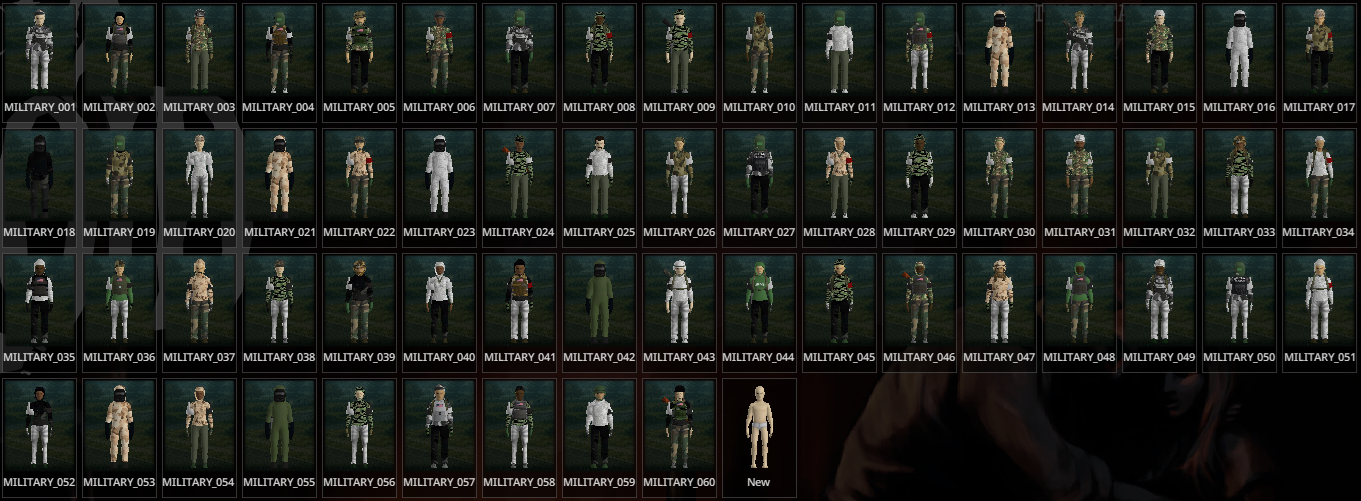 MILITARY_001 MILITARY_002 MILITARY_003 MILITARY_004 MILITARY_005 MILITARY_006 MILITARY_007 MILITARY_008 MILITARY_009 MILITARY_010 MILITARY_011 MILITARY_012 MILITARY_013 MILITARY_014 MILITARY_015 MILITARY_016 MILITARY_017
MILITARY_018 MILITARY_019 MILITARY_020 MILITARY_021 MILITARY_022 MILITARY_023 MILITARY_024 MILITARY_025 MILITARY_026 MILITARY_027 MILITARY_028 MILITARY_029 MILITARY_030 MILITARY_031 MILITARY_032 MILITARY_033 MILITARY_034
MILITARY_035 MILITARY_036 MILITARY_037 MILITARY_038 MILITARY_039 MILITARY_040 MILITARY_041 MILITARY_042 MILITARY_043 MILITARY_044 MILITARY_045 MILITARY_046 MILITARY_047 MILITARY_048 MILITARY_049 MILITARY_050 MILITARY_051
MILITARY_052 MILITARY_053 MILITARY_054 MILITARY_055 MILITARY_056 MILITARY_057 MILITARY_058 MILITARY_059 MILITARY_060 New